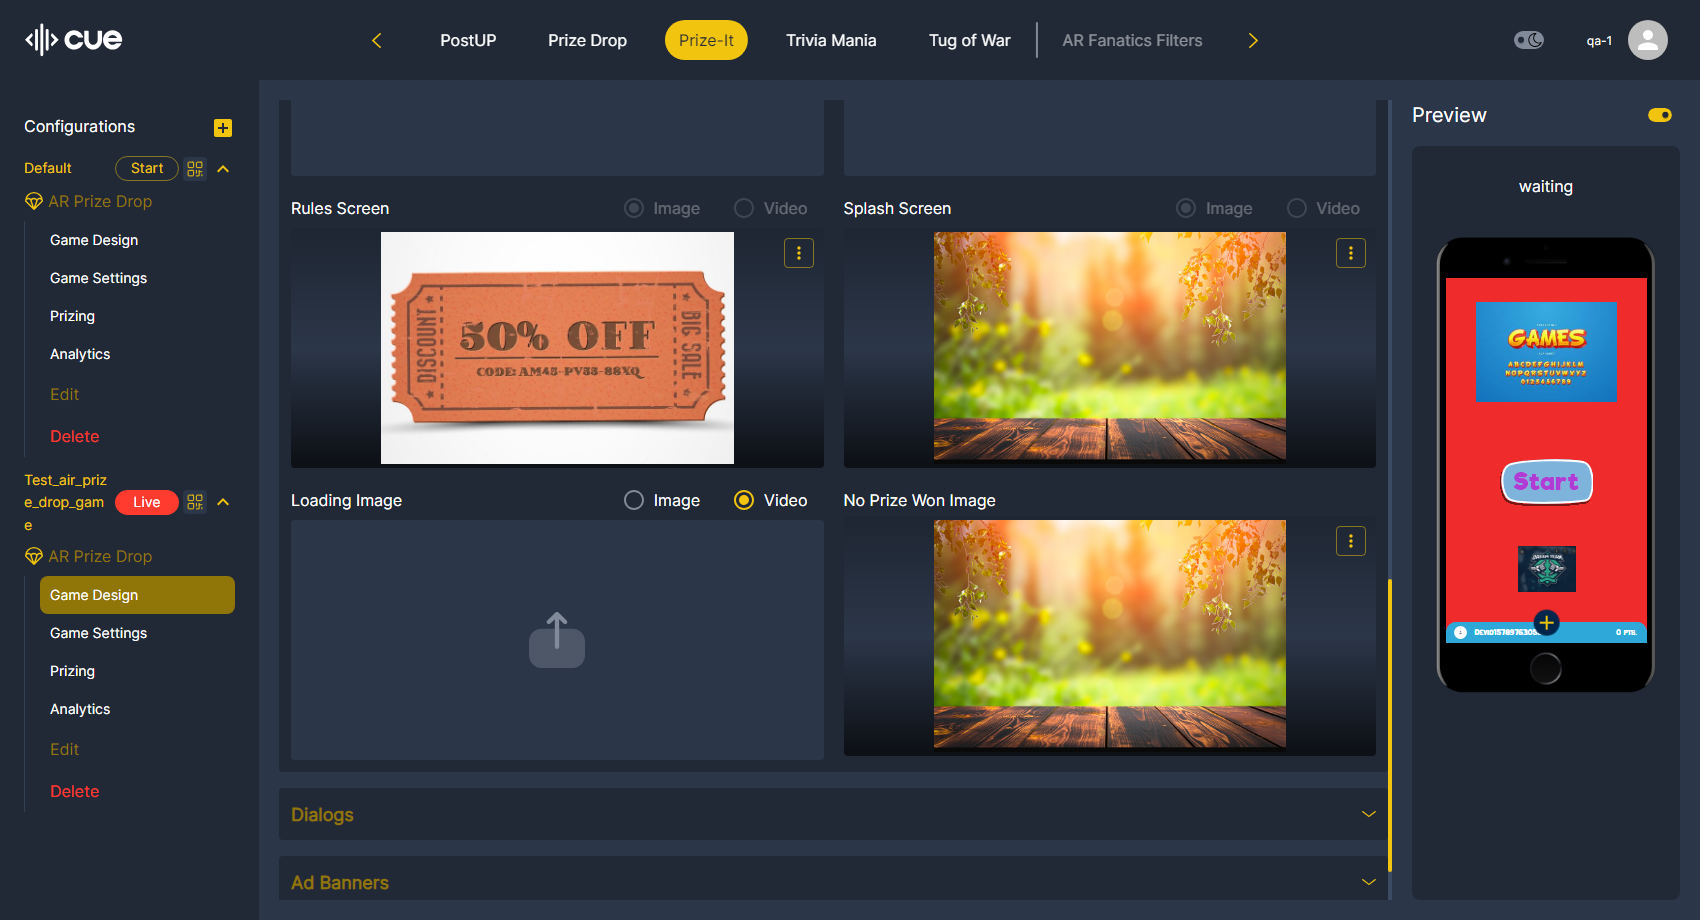 cue
PostUP
Prize Drop
Prize-It
Trivia Mania
Tug of War
AR Fanatics Filters
qa-1
Configurations
Default
Start
AR Prize Drop
Game Design
Game Settings
Prizing
Analytics
Edit
Delete
Test_air_priz
e_drop_gam
e
Live
AR Prize Drop
Game Design
Game Settings
Prizing
Analytics
Edit
Delete
Rules Screen
Image
Video
DISCOUNT
50% OFF
CODE: AM45-PV55-88XQ
BIG SALE
Splash Screen
Image
Video
Loading Image
Image
Video
No Prize Won Image
Dialogs
Ad Banners
Preview
waiting
GAMES
ABCDEFGHIJKLM
NOPQRSTUVWXYZ
0123456789
Start
0 PTS.